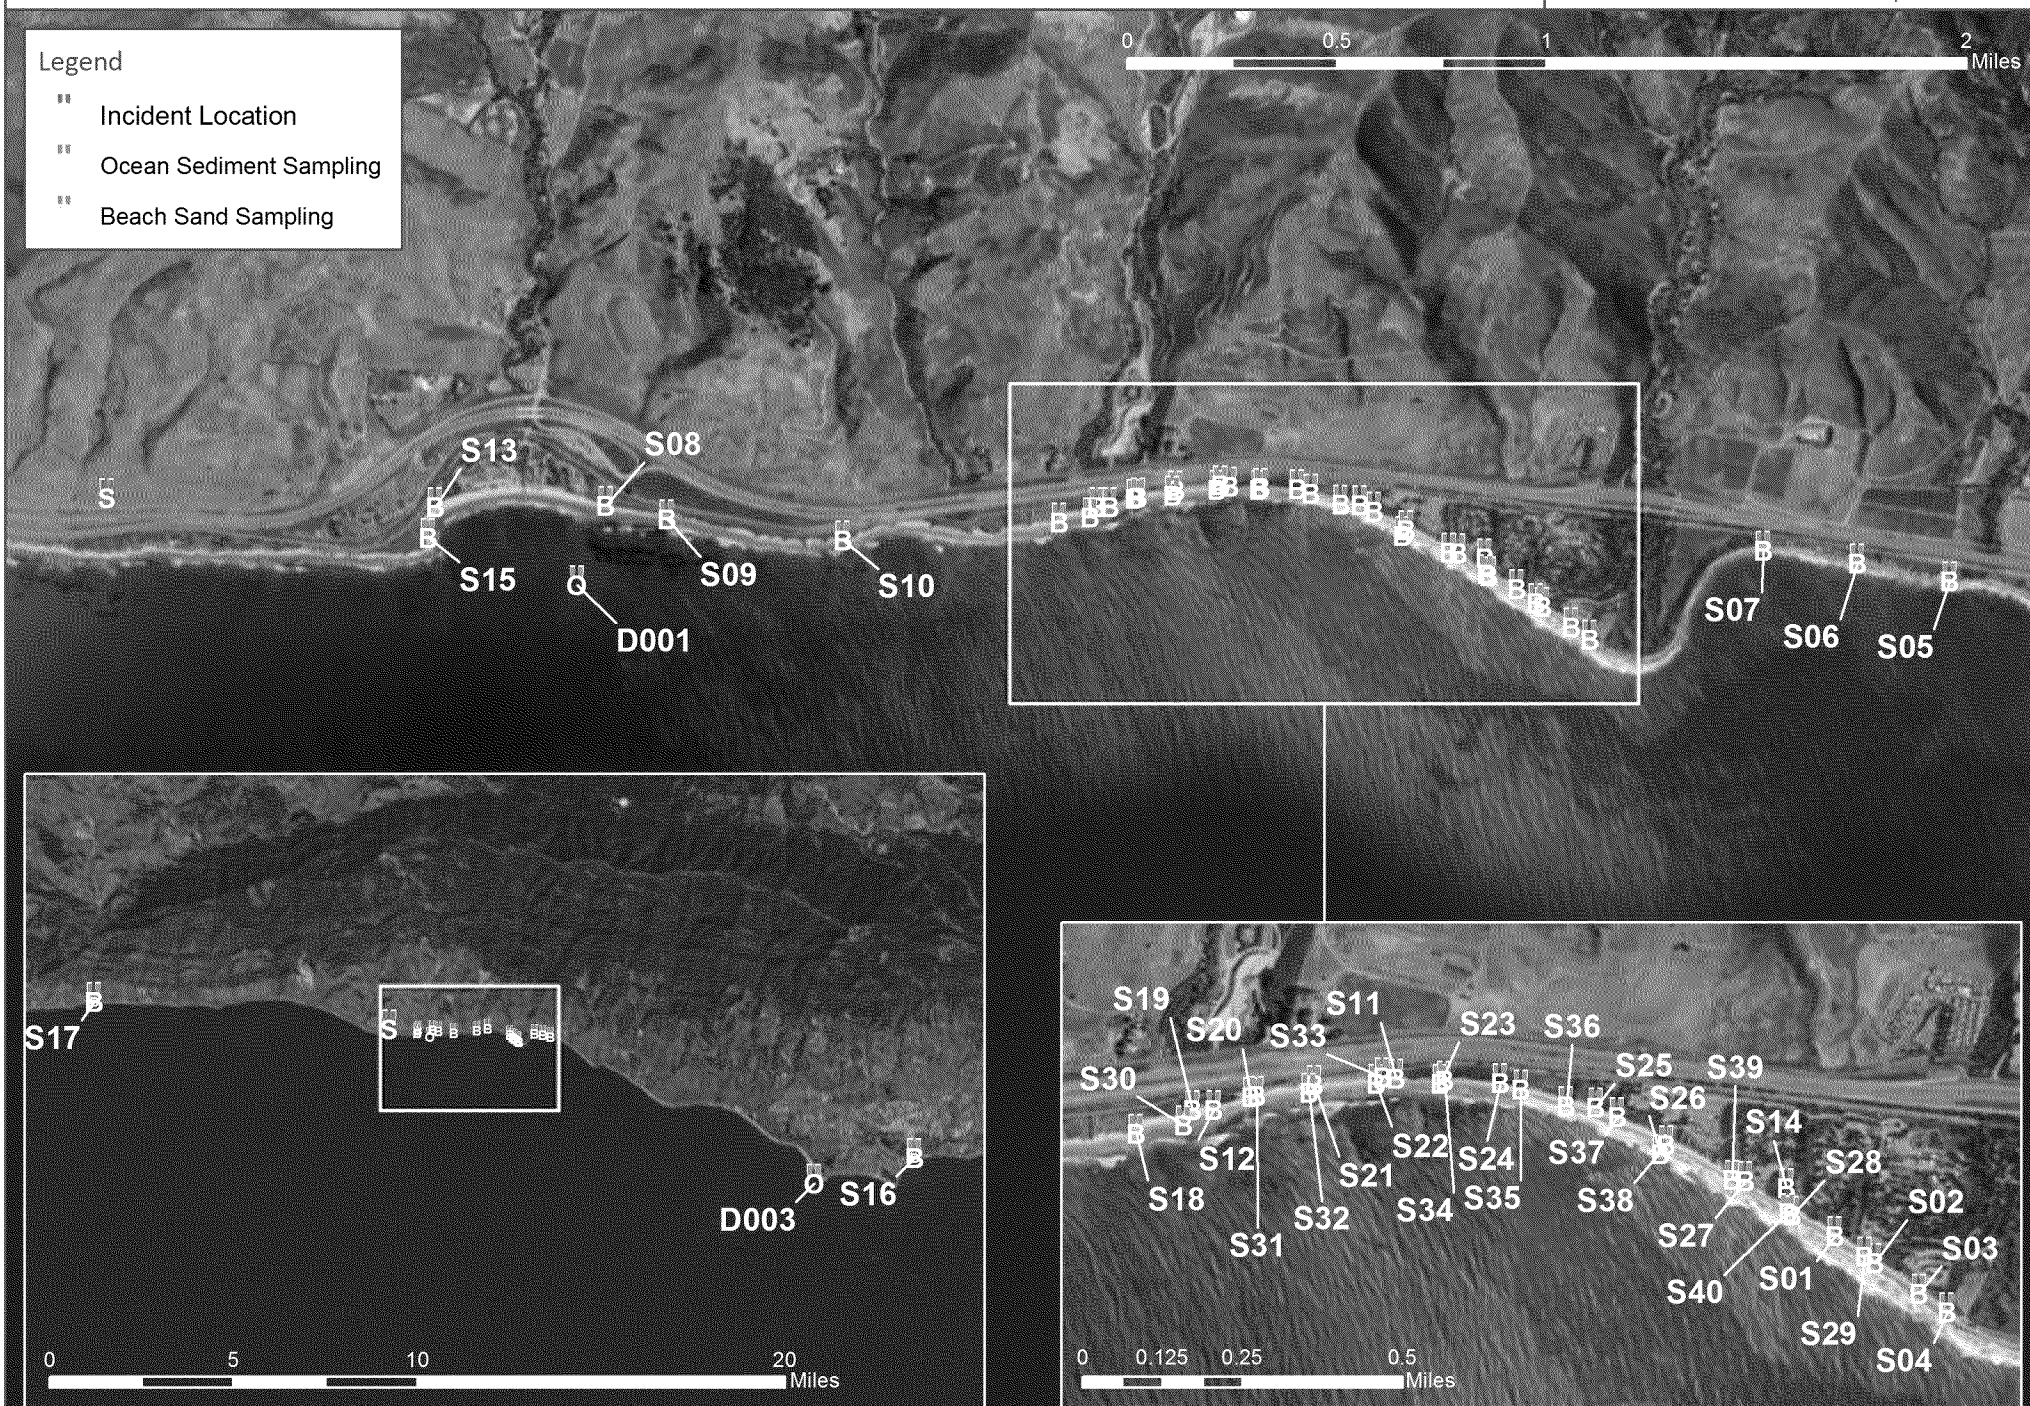 Legend
Incident Location
Ocean Sediment Sampling
Beach Sand Sampling
0 0.5 1 2 Miles
S
S13
S08
B
B
B
B
B
S15
S09
S10
O
D001
B B B B B B B B B B B B B B B B B B B B B B B
B
B
B
S07
S06
S05
B
S17
S
O
D003
B
S16
0 5 10 20 Miles
S19
S11
S20
S33
S23
S36
S30
S25
S39
S26
S14
S12
S22
S24
S37
S28
S18
S21
S32
S34
S35
S38
S02
S31
S27
S03
S40
S01
S29
S04
0 0.125 0.25 0.5 Miles